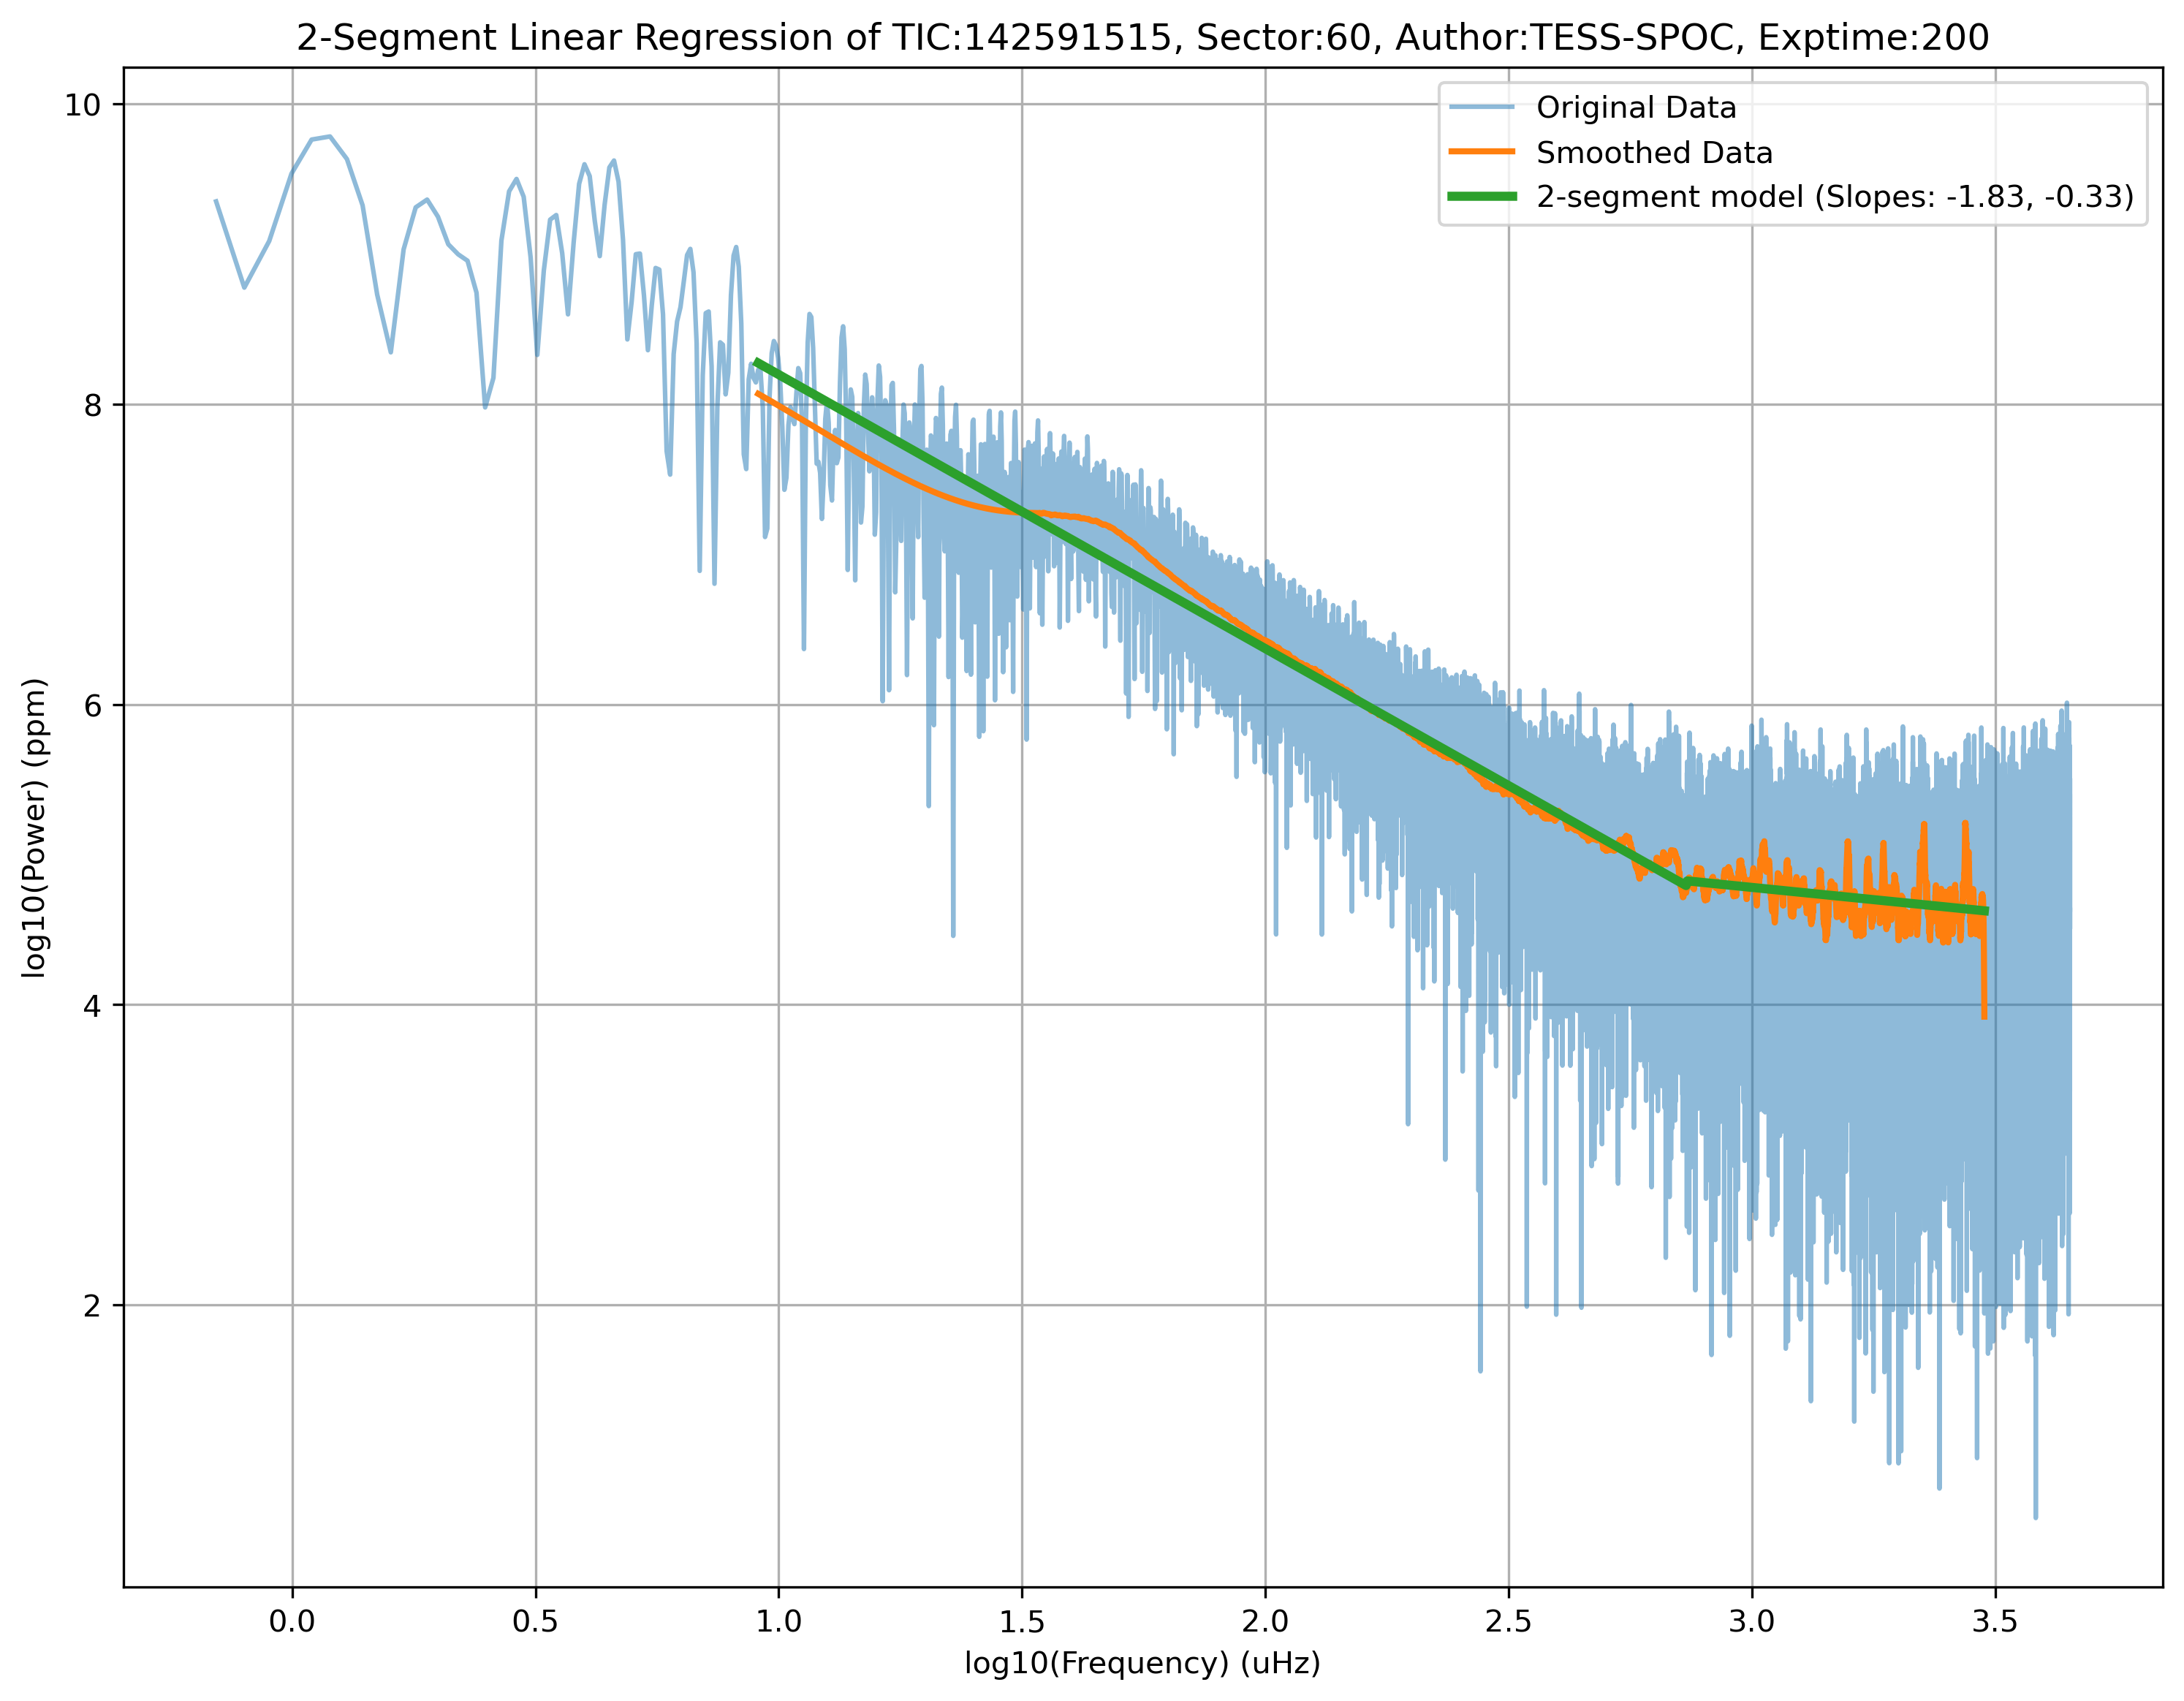 2-Segment Linear Regression of TIC:142591515, Sector:60, Author:TESS-SPOC, Exptime:200
Original Data
Smoothed Data
2-segment model (Slopes: -1.83, -0.33)
log10(Power) (ppm)
10
8
6
4
2
0.0 0.5 1.0 1.5 2.0 2.5 3.0 3.5
log10(Frequency) (uHz)